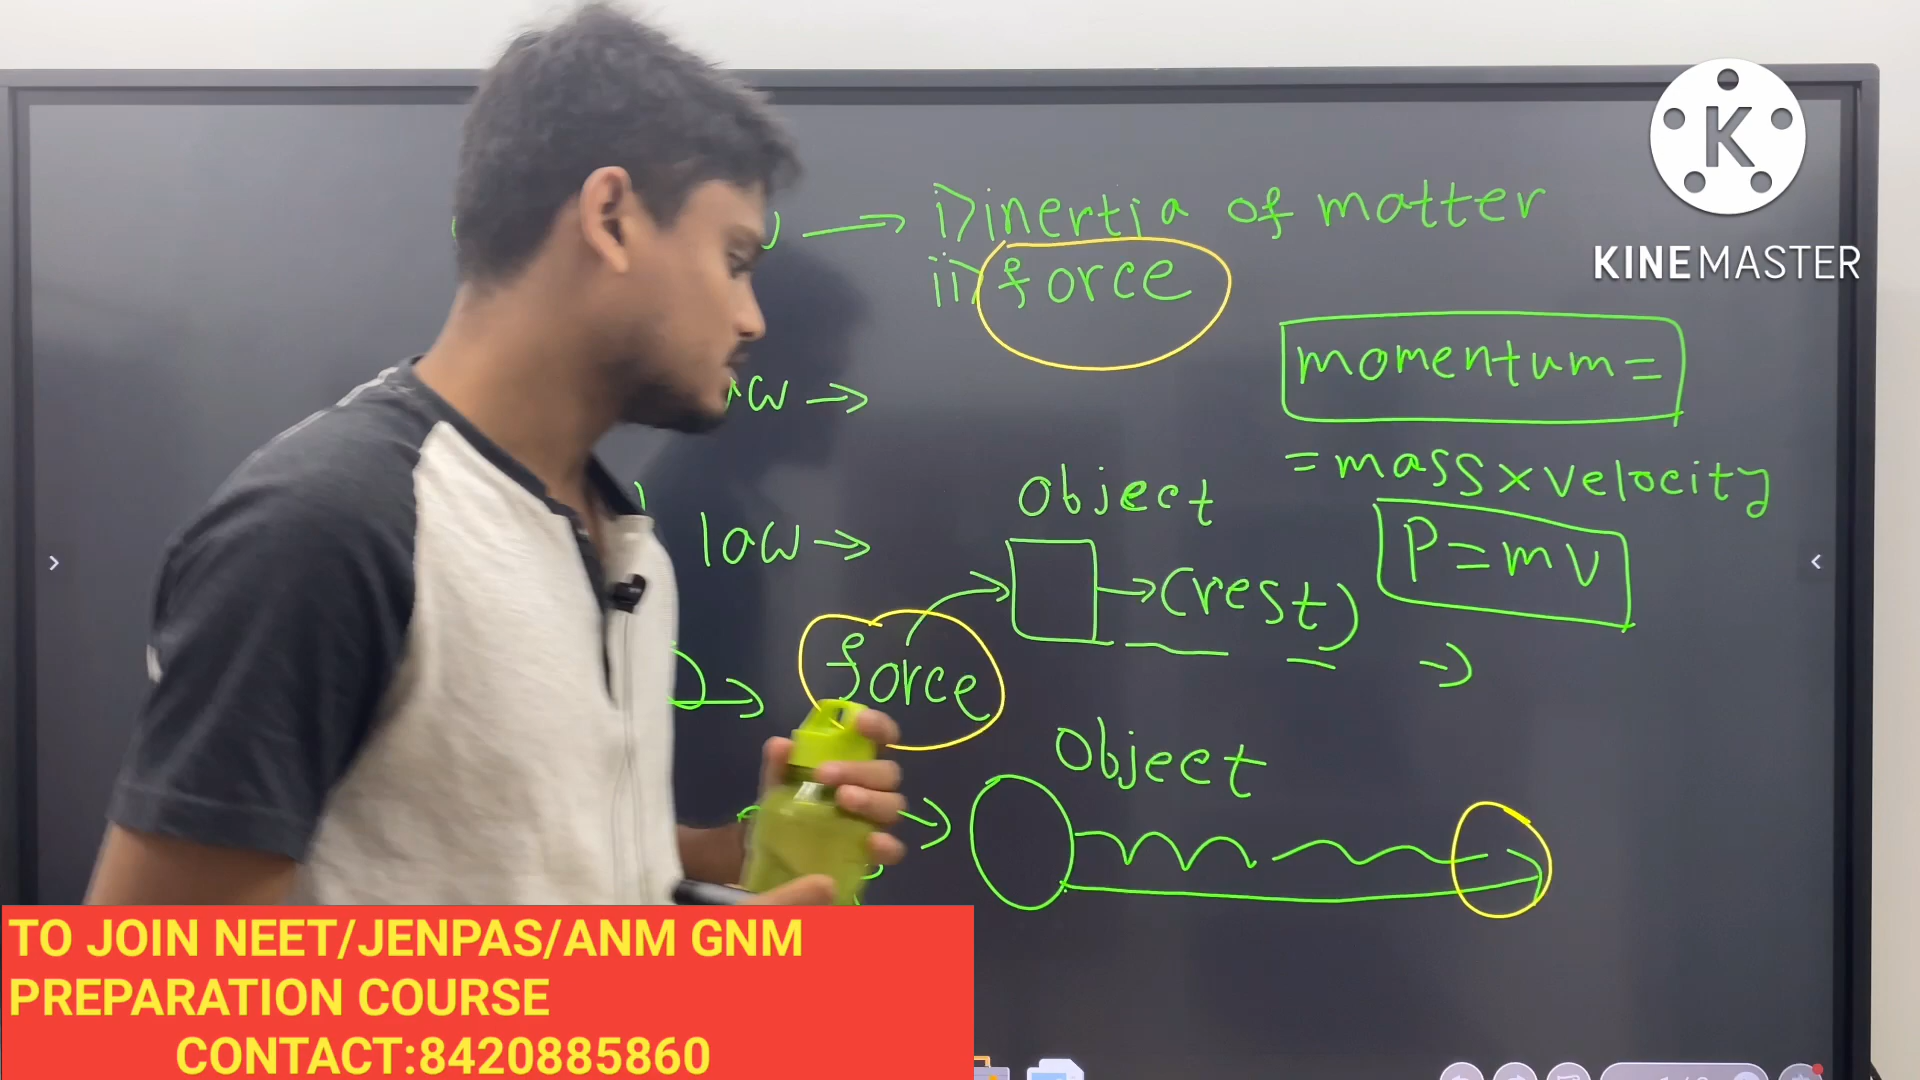 i) inertia of matter
ii) force
K
KINEMASTER
momentum =
= mass x velocity
law →
P = mv
Object
law →
→ (rest)
force
Object
TO JOIN NEET/JENPAS/ANM GNM
PREPARATION COURSE
CONTACT:8420885860